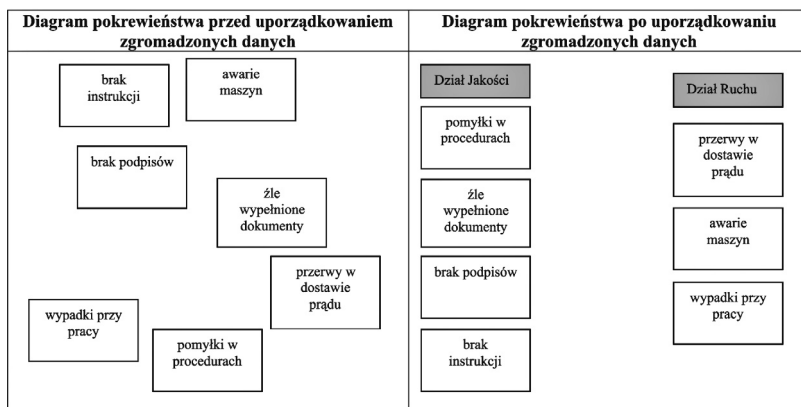 Diagram pokrewieństwa przed uporządkowaniem
zgromadzonych danych
brak
instrukcji
awarie
maszyn
brak podpisów
źle
wypełnione
dokumenty
przerwy w
dostawie
prądu
wypadki przy
pracy
pomyłki w
procedurach
Diagram pokrewieństwa po uporządkowaniu
zgromadzonych danych
Dział Jakości
pomyłki w
procedurach
źle
wypełnione
dokumenty
brak podpisów
brak
instrukcji
Dział Ruchu
przerwy w
dostawie
prądu
awarie
maszyn
wypadki przy
pracy